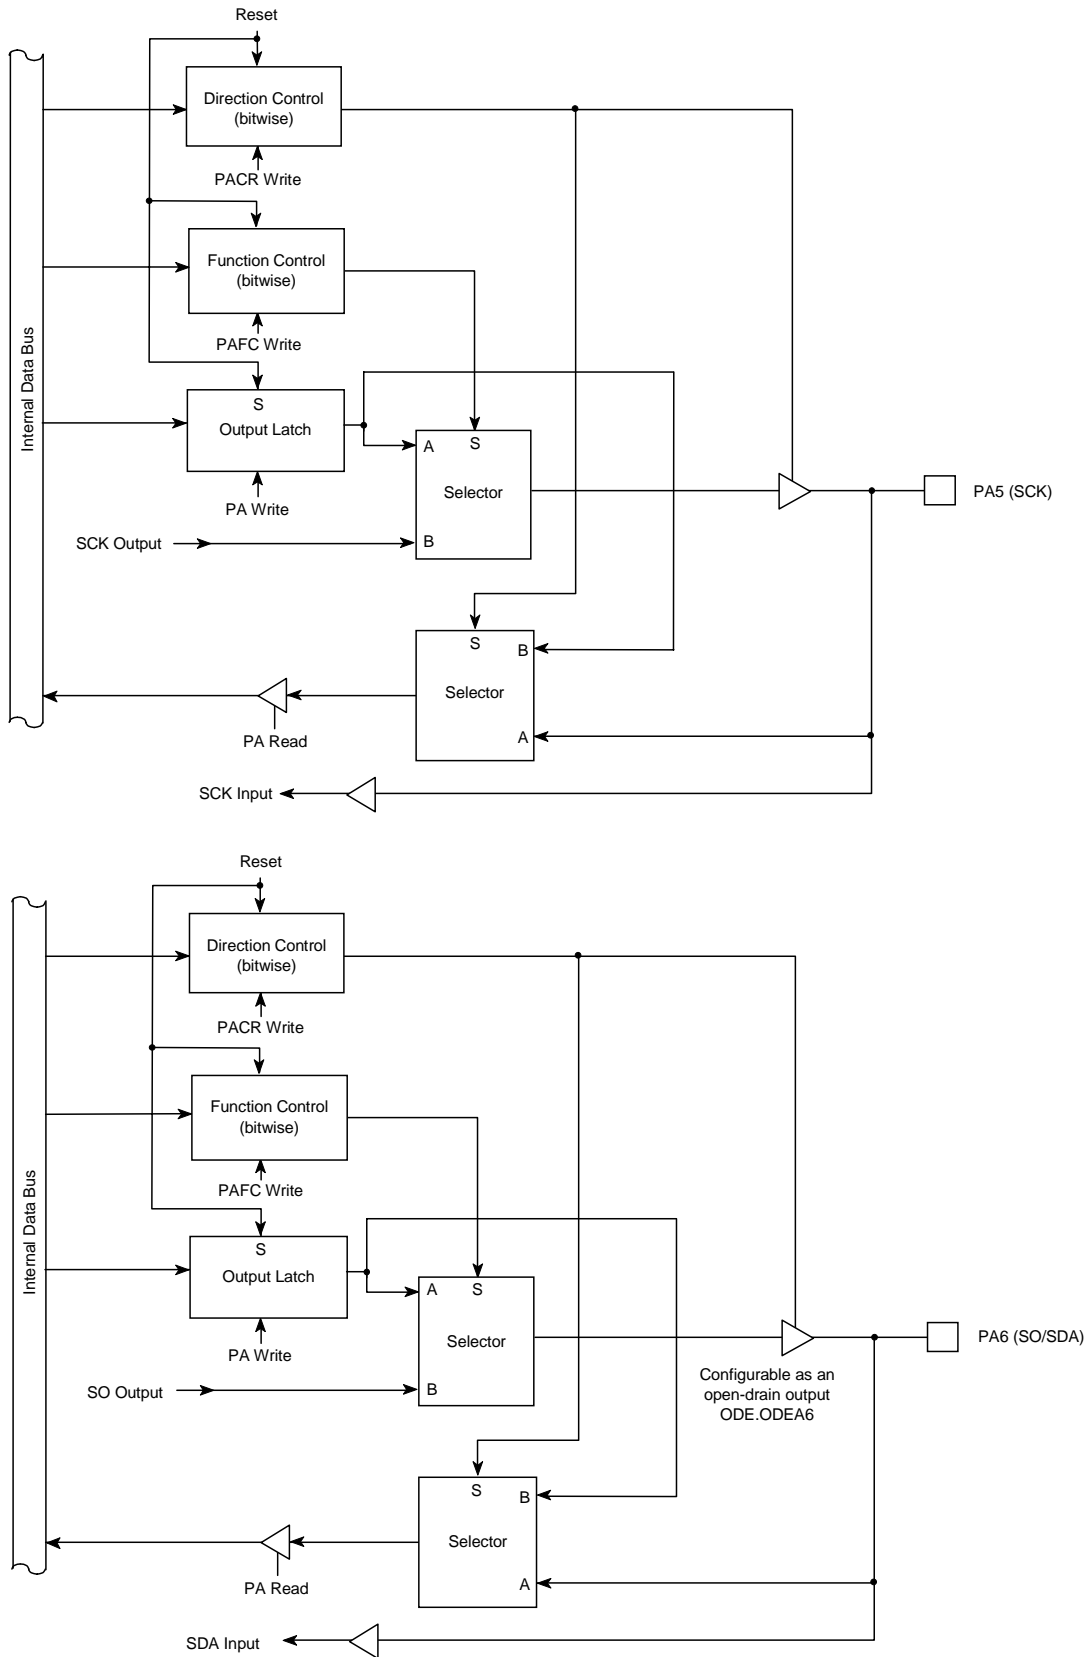 Reset
Direction Control
(bitwise)
PACR Write
Function Control
(bitwise)
PAFC Write
Internal Data Bus
S
Output Latch
A
S
Selector
PA5 (SCK)
PA Write
SCK Output
B
S
B
Selector
A
PA Read
SCK Input
Reset
Direction Control
(bitwise)
PACR Write
Function Control
(bitwise)
PAFC Write
Internal Data Bus
S
Output Latch
A
S
Selector
PA6 (SO/SDA)
PA Write
SO Output
B
Configurable as an
open-drain output
ODE.ODEA6
S
B
Selector
A
PA Read
SDA Input